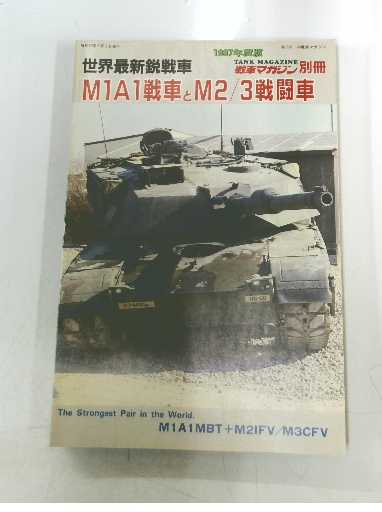 1987年夏版
TANK MAGAZINE
世界最新鋭戦車
戦車マガジン別冊
M1A1戦車とM2/3戦闘車
The Strongest Pair in the World.
M1A1MBT+M2IFV/M3CFV